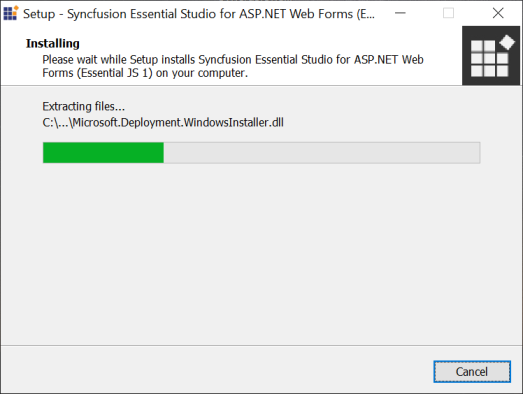 Setup - Syncfusion Essential Studio for ASP.NET Web Forms (E...
Installing
Please wait while Setup installs Syncfusion Essential Studio for ASP.NET Web
Forms (Essential JS 1) on your computer.
Extracting files...
C:\...\Microsoft.Deployment.WindowsInstaller.dll
Cancel